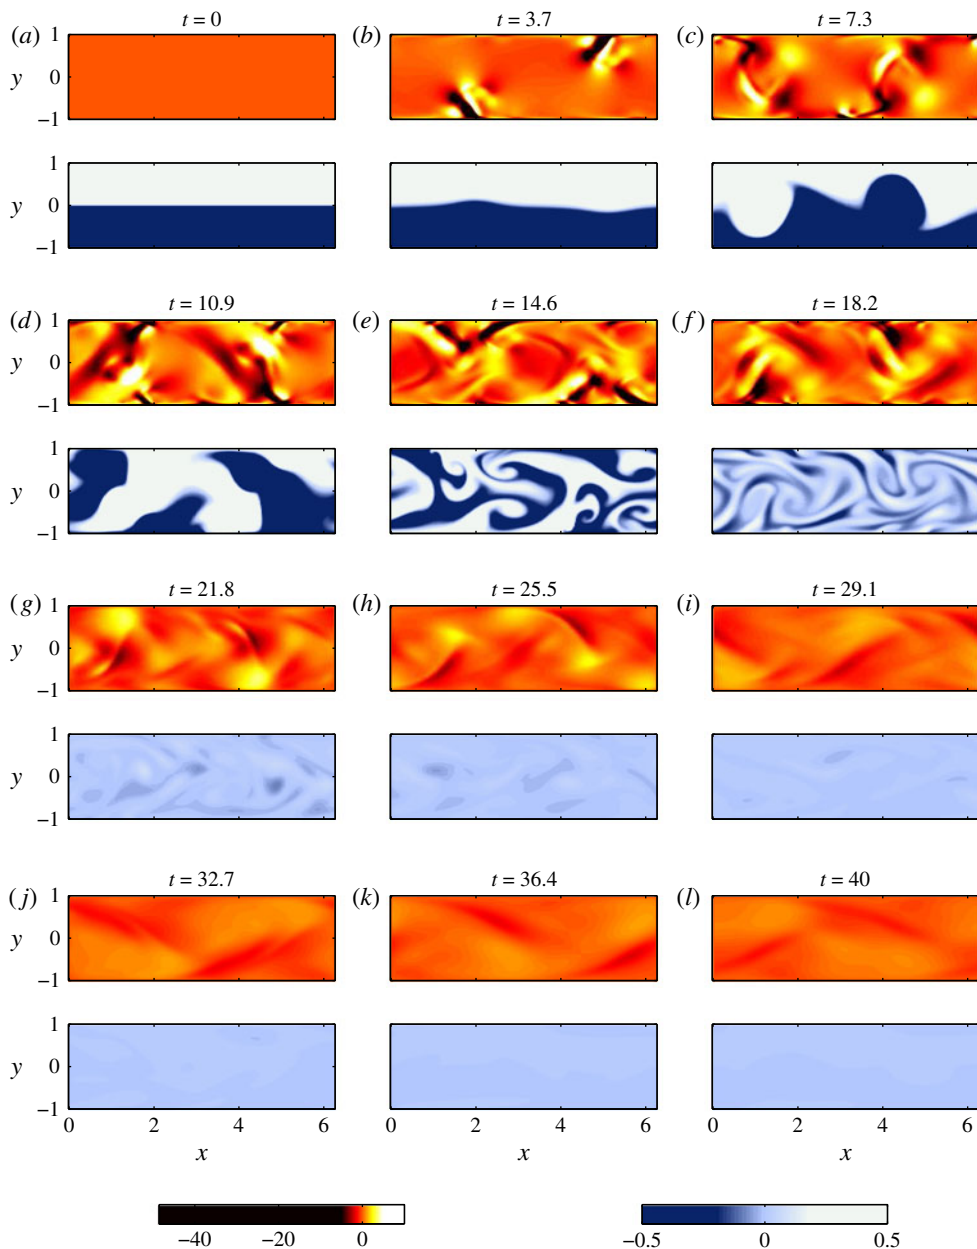 t = 0 t = 3.7 t = 7.3
(a) (b) (c)
1
y 0
−1
1
y 0
−1
t = 10.9 t = 14.6 t = 18.2
(d) (e) (f)
1
y 0
−1
1
y 0
−1
t = 21.8 t = 25.5 t = 29.1
(g) (h) (i)
1
y 0
−1
1
y 0
−1
t = 32.7 t = 36.4 t = 40
(j) (k) (l)
1
y 0
−1
1
y 0
−1
0 2 4 6 0 2 4 6 0 2 4 6
x x x
−40 −20 0 −0.5 0 0.5